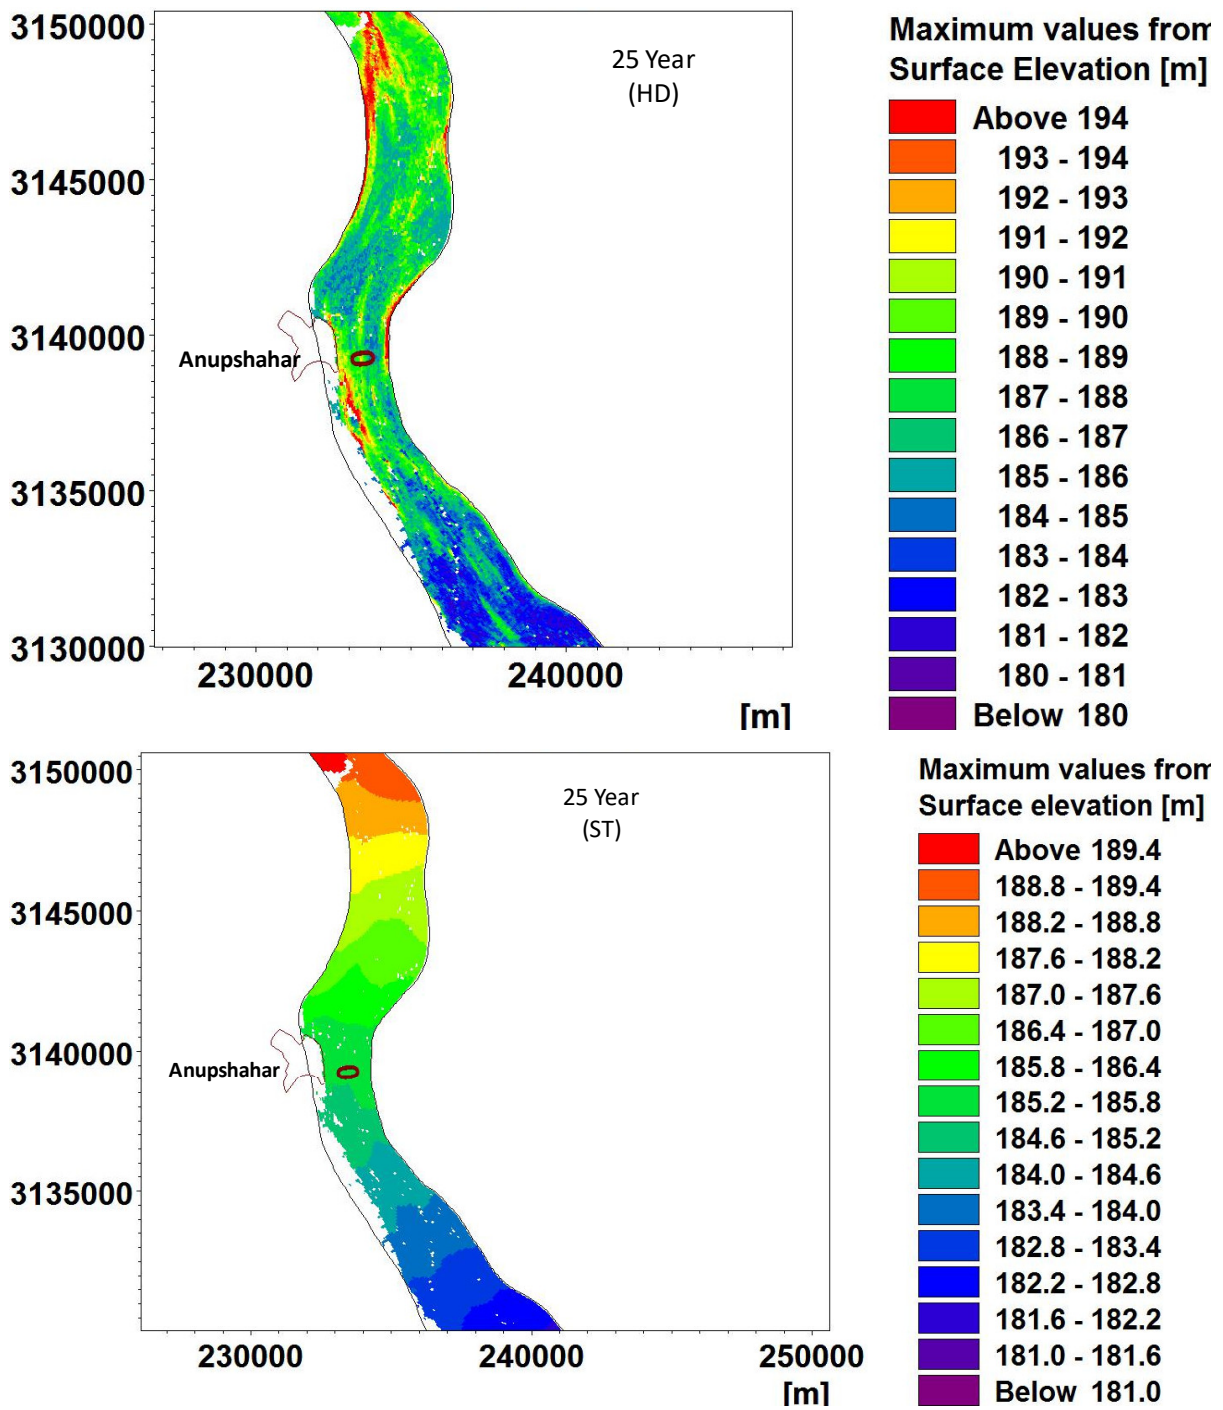 3150000
3145000
3140000
3135000
3130000
230000
240000
[m]
25 Year
(HD)
Anupshahar
Maximum values from
Surface Elevation [m]
Above 194
193 - 194
192 - 193
191 - 192
190 - 191
189 - 190
188 - 189
187 - 188
186 - 187
185 - 186
184 - 185
183 - 184
182 - 183
181 - 182
180 - 181
Below 180
3150000
3145000
3140000
3135000
230000
240000
250000
[m]
25 Year
(ST)
Anupshahar
Maximum values from
Surface elevation [m]
Above 189.4
188.8 - 189.4
188.2 - 188.8
187.6 - 188.2
187.0 - 187.6
186.4 - 187.0
185.8 - 186.4
185.2 - 185.8
184.6 - 185.2
184.0 - 184.6
183.4 - 184.0
182.8 - 183.4
182.2 - 182.8
181.6 - 182.2
181.0 - 181.6
Below 181.0